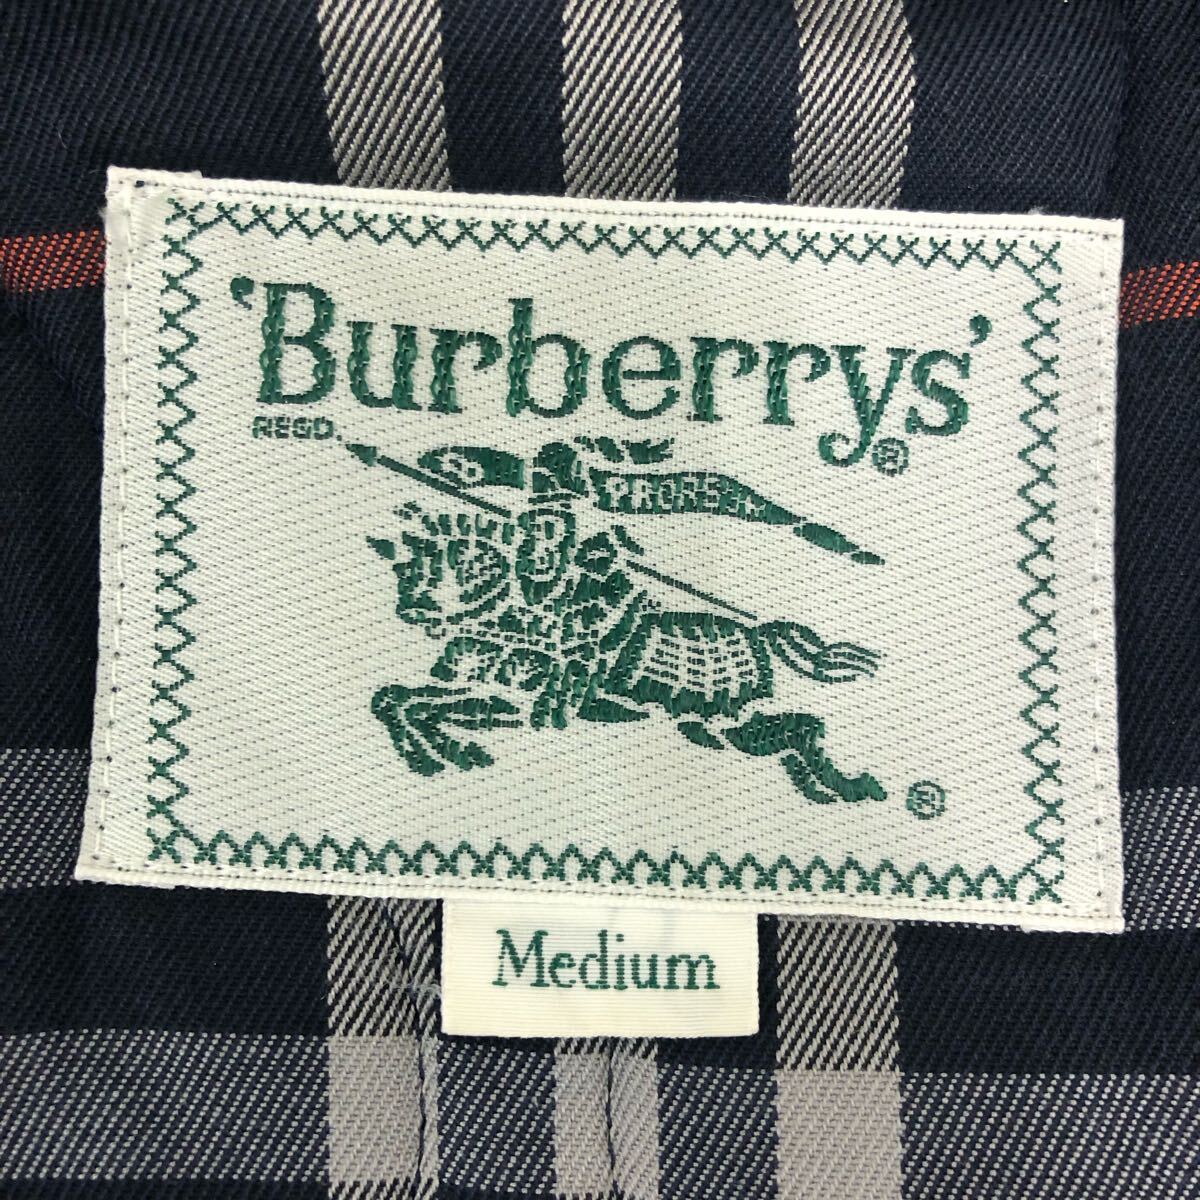 'Burberrys'®
REGD.
PRORSUM
®
Medium